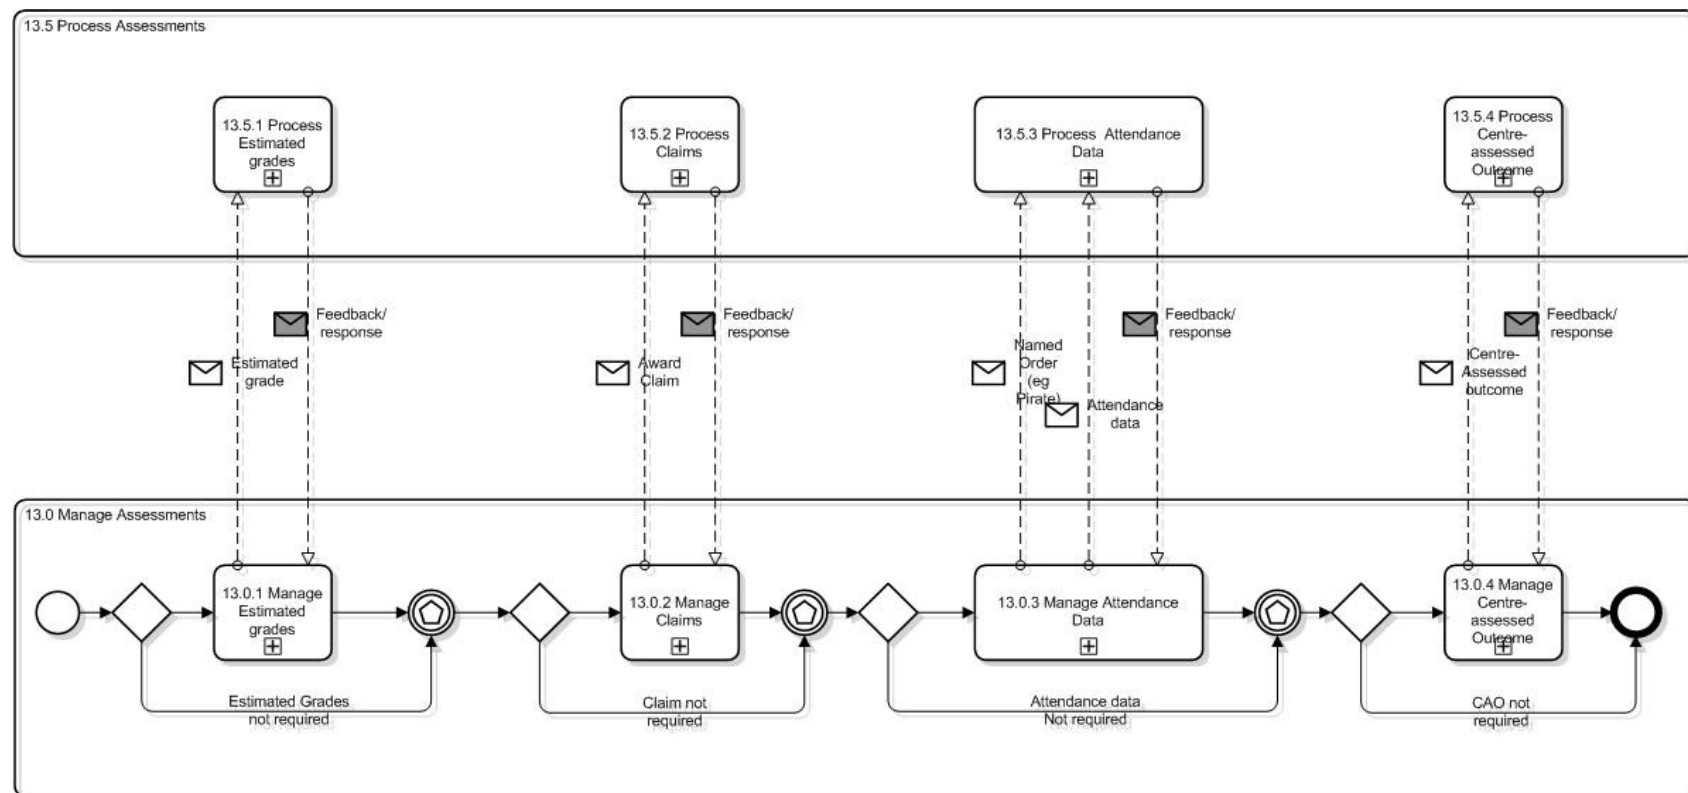 13.5 Process Assessments
13.5.1 Process
Estimated
grades
13.5.2 Process
Claims
13.5.3 Process Attendance
Data
13.5.4 Process
Centre-
assessed
Outcome
Feedback/
response
Estimated
grade
Feedback/
response
Award
Claim
Feedback/
response
Named
Order
(eg
Pirate)
Attendance
data
Feedback/
response
Centre-
Assessed
outcome
13.0 Manage Assessments
13.0.1 Manage
Estimated
grades
13.0.2 Manage
Claims
13.0.3 Manage Attendance
Data
13.0.4 Manage
Centre-
assessed
Outcome
Estimated Grades
not required
Claim not
required
Attendance data
Not required
CAO not
required